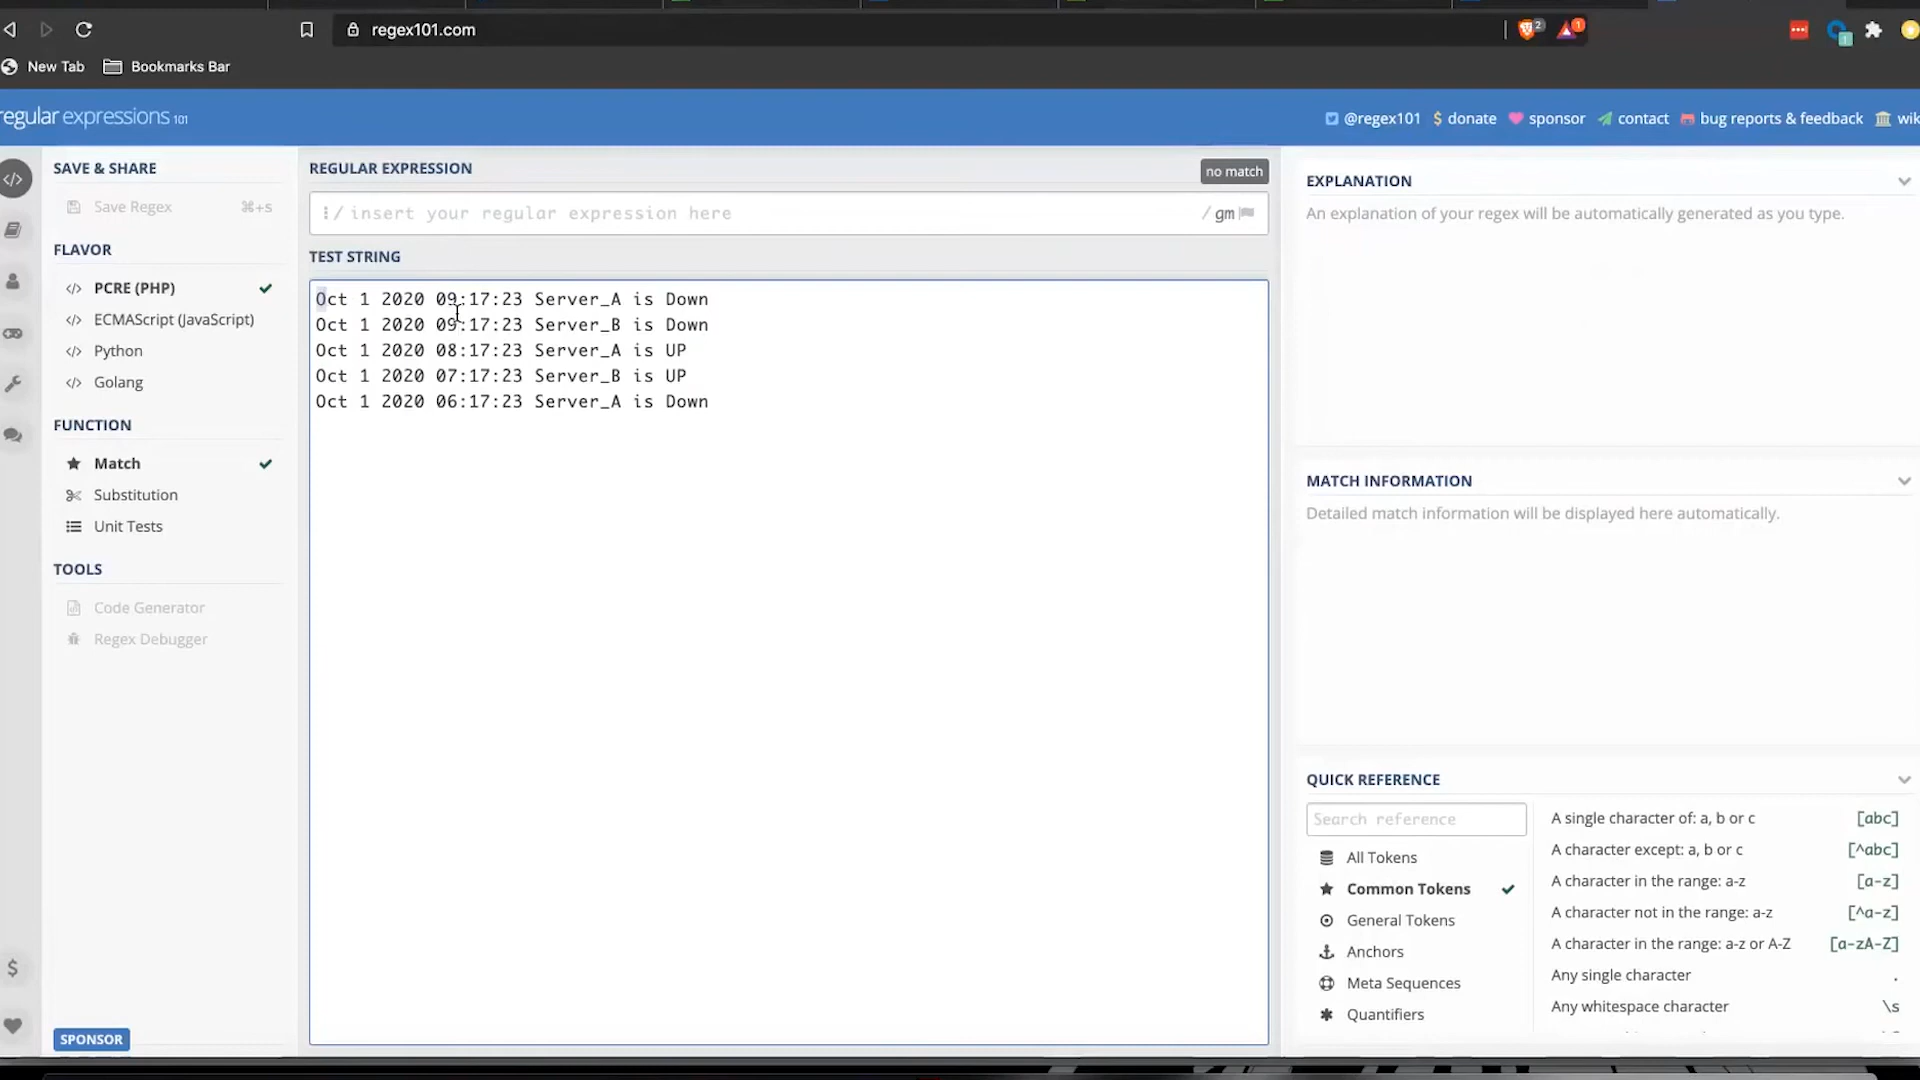 regex101.com
2
1
1
New Tab
Bookmarks Bar
regular expressions 101
@regex101
$ donate
sponsor
contact
bug reports & feedback
wik
SAVE & SHARE
Save Regex ⌘+s
FLAVOR
</> PCRE (PHP)
</> ECMAScript (JavaScript)
</> Python
</> Golang
FUNCTION
Match
Substitution
Unit Tests
TOOLS
Code Generator
Regex Debugger
SPONSOR
REGULAR EXPRESSION
no match
/ insert your regular expression here / gm
TEST STRING
Oct 1 2020 09:17:23 Server_A is Down
Oct 1 2020 09:17:23 Server_B is Down
Oct 1 2020 08:17:23 Server_A is UP
Oct 1 2020 07:17:23 Server_B is UP
Oct 1 2020 06:17:23 Server_A is Down
EXPLANATION
An explanation of your regex will be automatically generated as you type.
MATCH INFORMATION
Detailed match information will be displayed here automatically.
QUICK REFERENCE
Search reference
All Tokens
Common Tokens
General Tokens
Anchors
Meta Sequences
Quantifiers
A single character of: a, b or c [abc]
A character except: a, b or c [^abc]
A character in the range: a-z [a-z]
A character not in the range: a-z [^a-z]
A character in the range: a-z or A-Z [a-zA-Z]
Any single character .
Any whitespace character \s